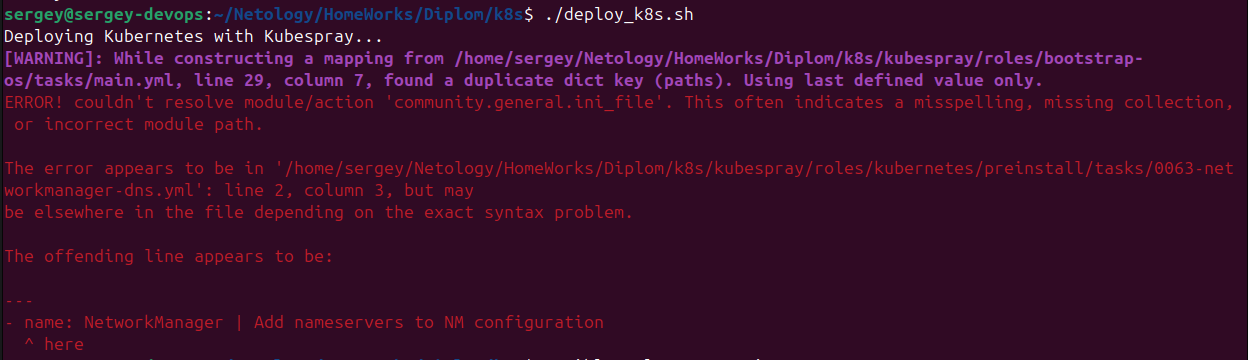 sergey@sergey-devops:~/Netology/HomeWorks/Diplom/k8s$ ./deploy_k8s.sh
Deploying Kubernetes with Kubespray...
[WARNING]: While constructing a mapping from /home/sergey/Netology/HomeWorks/Diplom/k8s/kubespray/roles/bootstrap-
os/tasks/main.yml, line 29, column 7, found a duplicate dict key (paths). Using last defined value only.
ERROR! couldn't resolve module/action 'community.general.ini_file'. This often indicates a misspelling, missing collection,
 or incorrect module path.
The error appears to be in '/home/sergey/Netology/HomeWorks/Diplom/k8s/kubespray/roles/kubernetes/preinstall/tasks/0063-net
workmanager-dns.yml': line 2, column 3, but may
be elsewhere in the file depending on the exact syntax problem.
The offending line appears to be:
---
- name: NetworkManager | Add nameservers to NM configuration
  ^ here